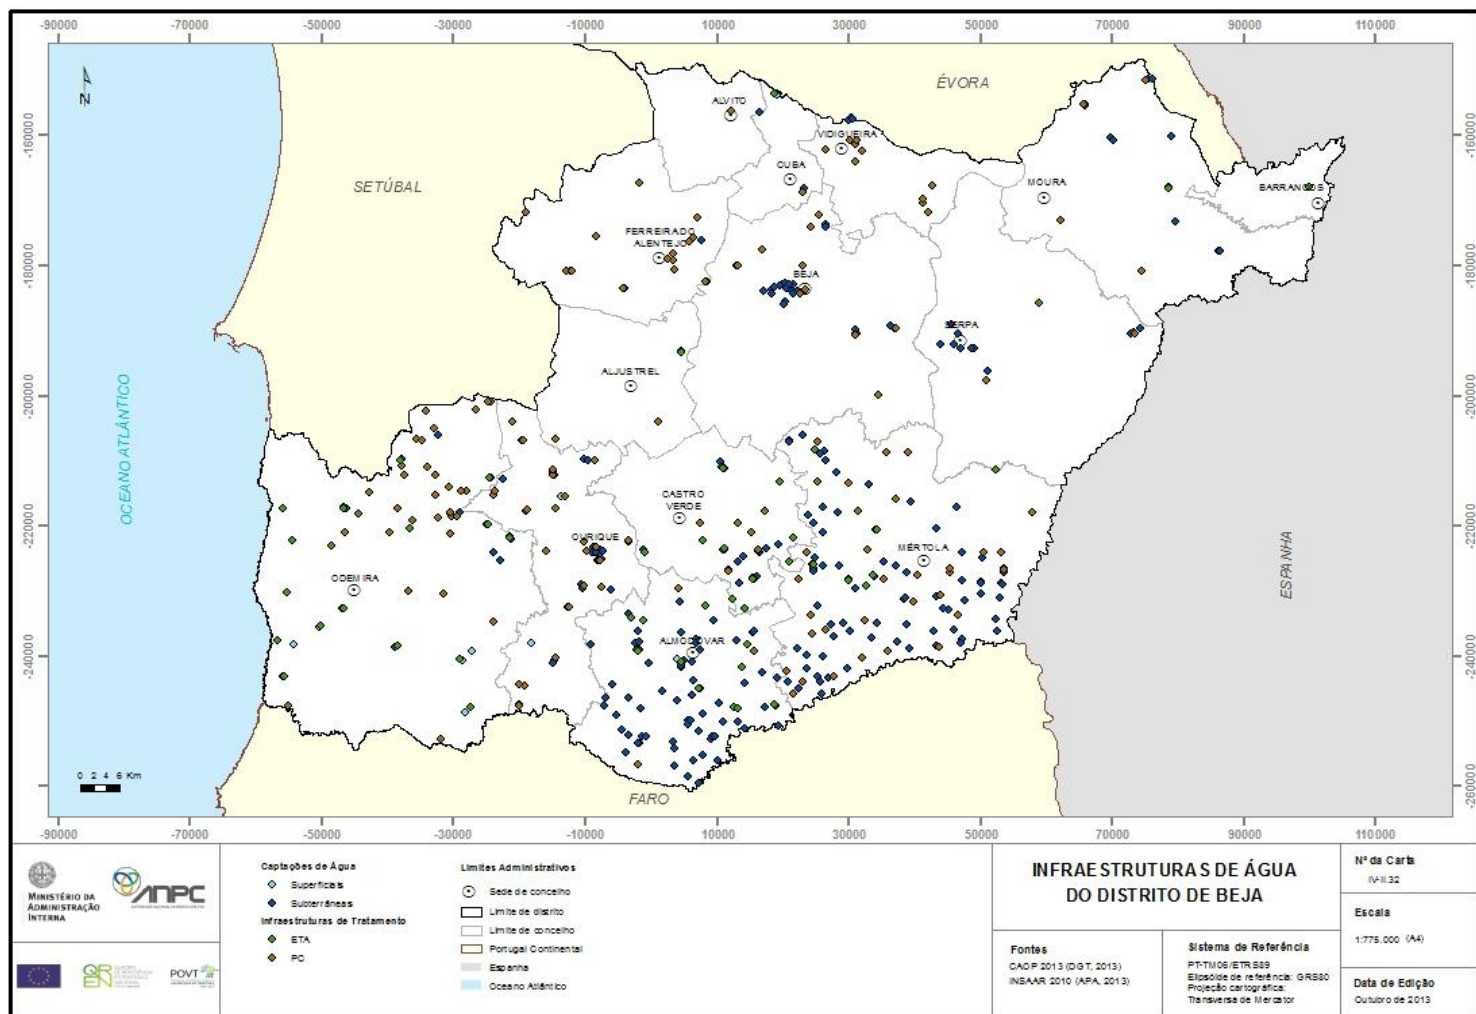 -90000 -70000 -50000 -30000 -10000 10000 30000 50000 70000 90000 110000
-160000 -160000
-180000 -180000
-200000 -200000
-220000 -220000
-240000 -240000
-260000
N
ÉVORA
SETÚBAL
ALVITO
VIDIGUEIRA
CUBA
MOURA
BARRANCOS
FERREIRA DO
ALENTEJO
BEJA
SERPA
ALJUSTREL
OCEANO ATLÂNTICO
CASTRO
VERDE
OURIQUE
MÉRTOLA
ODEMIRA
ESPANHA
ALMODÔVAR
FARO
0 2 4 6 Km
-90000 -70000 -50000 -30000 -10000 10000 30000 50000 70000 90000 110000
MINISTÉRIO DA
ADMINISTRAÇÃO
INTERNA
ANPC
QREN
POVT
Captações de Água
Superficiais
Subterrâneas
Infraestruturas de Tratamento
ETA
PC
Limites Administrativos
Sede de concelho
Limite de distrito
Limite de concelho
Portugal Continental
Espanha
Oceano Atlântico
INFRAESTRUTURAS DE ÁGUA
DO DISTRITO DE BEJA
Fontes
CAOP 2013 (DGT, 2013)
INSAAR 2010 (APA, 2013)
Sistema de Referência
PT-TM06/ETRS89
Elipsóide de referência: GRS80
Projeção cartográfica:
Transversa de Mercator
Nº da Carta
IV-II.32
Escala
1:775.000 (A4)
Data de Edição
Outubro de 2013